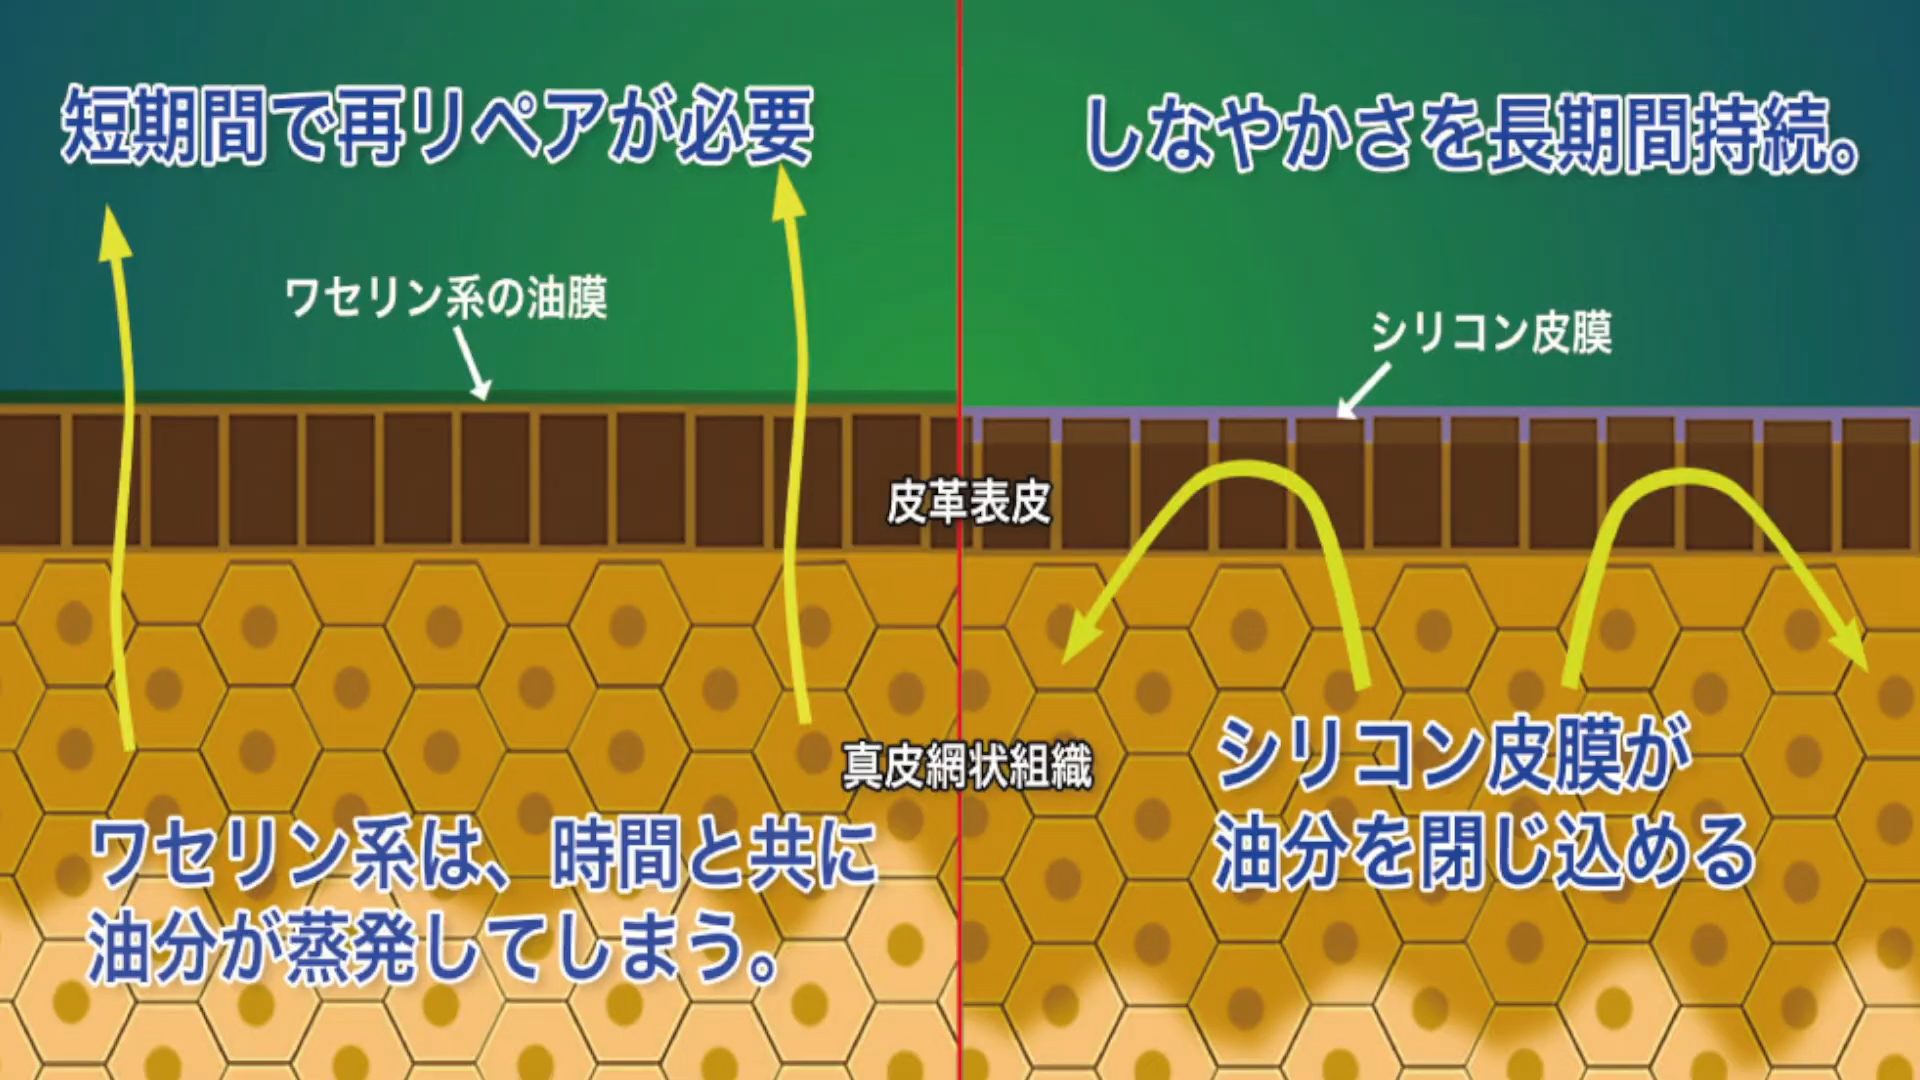 短期間で再リペアが必要
しなやかさを長期間持続。
ワセリン系の油膜
シリコン皮膜
皮革表皮
真皮網状組織
ワセリン系は、時間と共に
油分が蒸発してしまう。
シリコン皮膜が
油分を閉じ込める